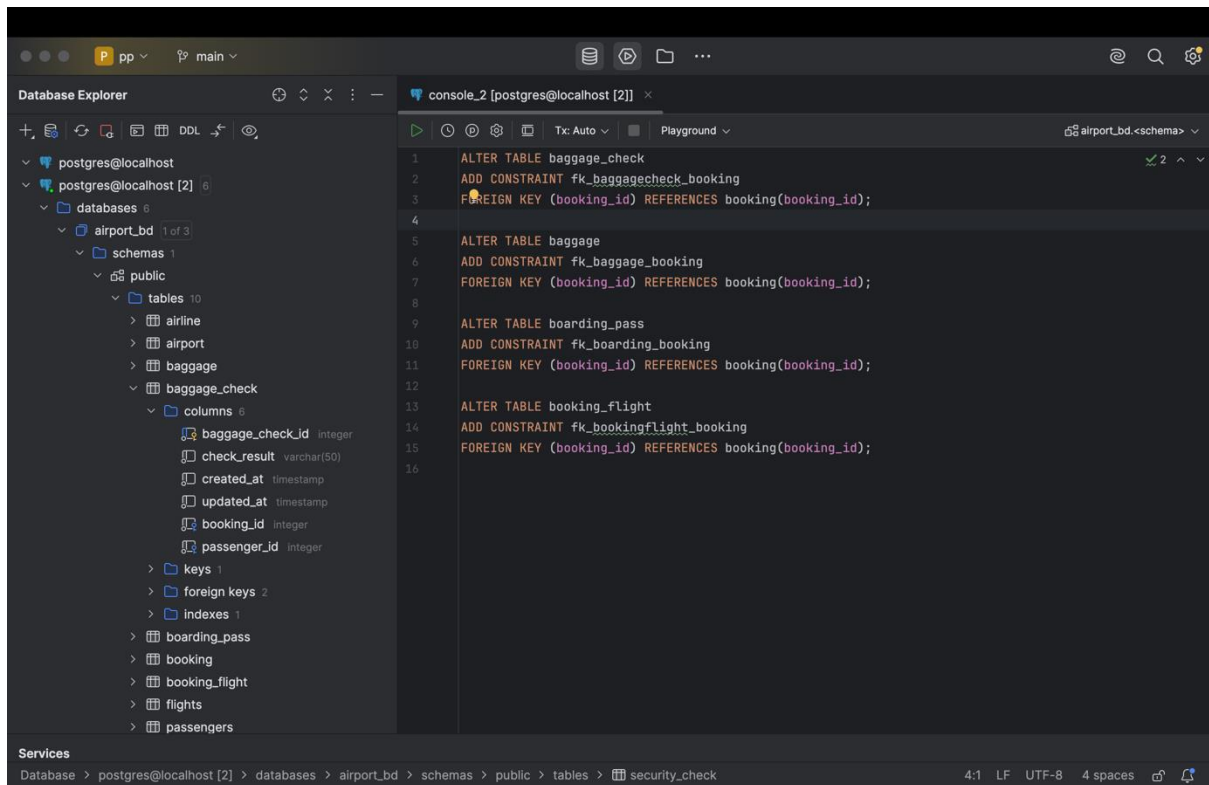 P pp main
Database Explorer
console_2 [postgres@localhost [2]]
DDL
Tx: Auto
Playground
airport_bd.<schema>
postgres@localhost
postgres@localhost [2] 6
databases 6
airport_bd 1 of 3
schemas 1
public
tables 10
airline
airport
baggage
baggage_check
columns 6
baggage_check_id integer
check_result varchar(50)
created_at timestamp
updated_at timestamp
booking_id integer
passenger_id integer
keys 1
foreign keys 2
indexes 1
boarding_pass
booking
booking_flight
flights
passengers
2
1 ALTER TABLE baggage_check
2 ADD CONSTRAINT fk_baggagecheck_booking
3 FOREIGN KEY (booking_id) REFERENCES booking(booking_id);
4
5 ALTER TABLE baggage
6 ADD CONSTRAINT fk_baggage_booking
7 FOREIGN KEY (booking_id) REFERENCES booking(booking_id);
8
9 ALTER TABLE boarding_pass
10 ADD CONSTRAINT fk_boarding_booking
11 FOREIGN KEY (booking_id) REFERENCES booking(booking_id);
12
13 ALTER TABLE booking_flight
14 ADD CONSTRAINT fk_bookingflight_booking
15 FOREIGN KEY (booking_id) REFERENCES booking(booking_id);
16
Services
Database > postgres@localhost [2] > databases > airport_bd > schemas > public > tables > security_check
4:1 LF UTF-8 4 spaces